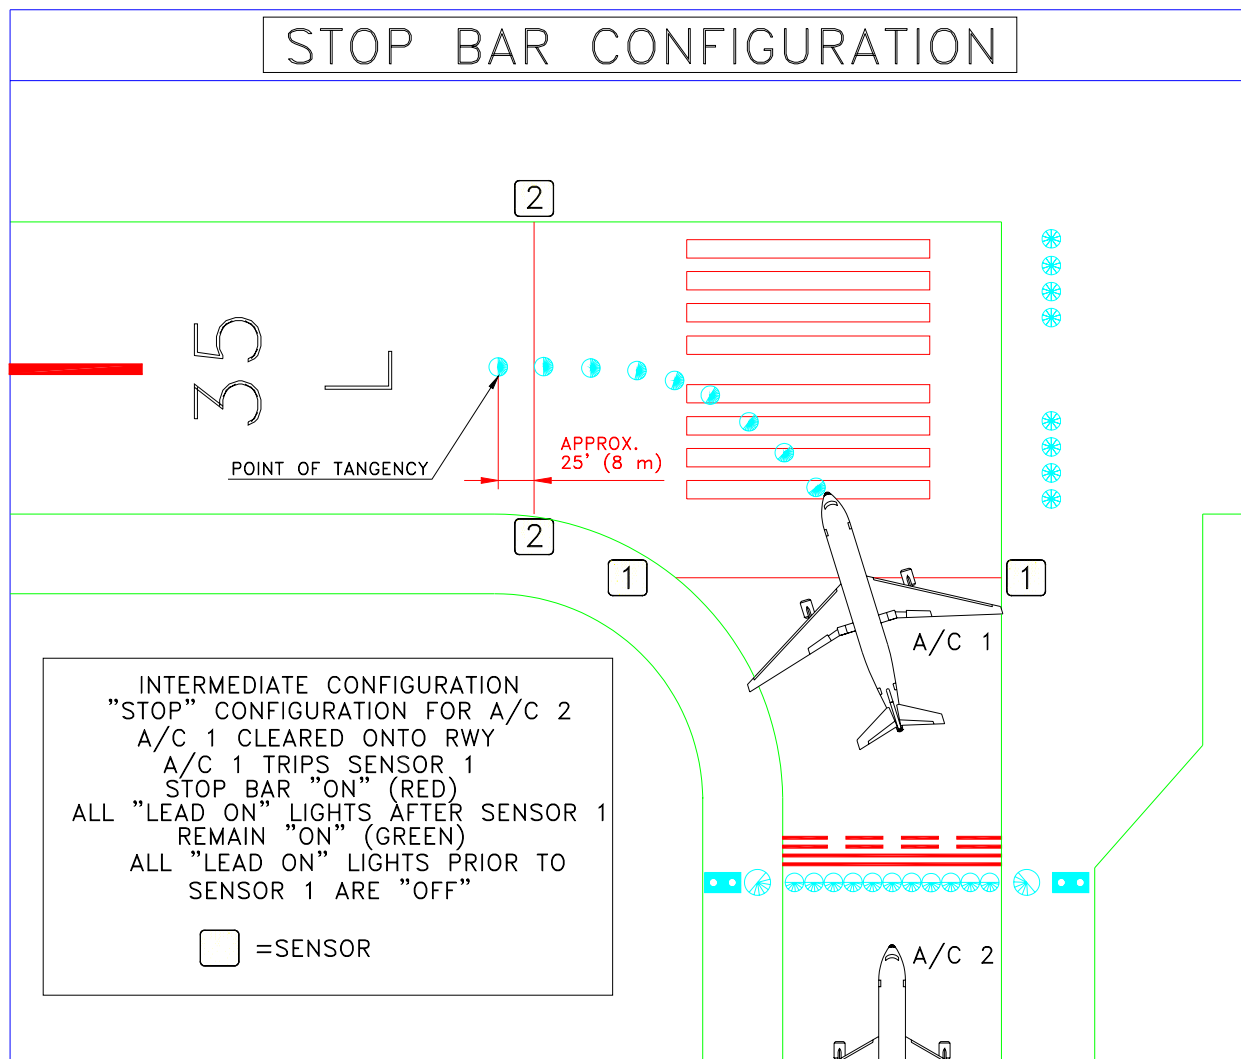 STOP BAR CONFIGURATION
2
35
L
POINT OF TANGENCY
APPROX.
25' (8 m)
2
1
1
A/C 1
INTERMEDIATE CONFIGURATION
"STOP" CONFIGURATION FOR A/C 2
A/C 1 CLEARED ONTO RWY
A/C 1 TRIPS SENSOR 1
STOP BAR "ON" (RED)
ALL "LEAD ON" LIGHTS AFTER SENSOR 1
REMAIN "ON" (GREEN)
ALL "LEAD ON" LIGHTS PRIOR TO
SENSOR 1 ARE "OFF"
=SENSOR
A/C 2